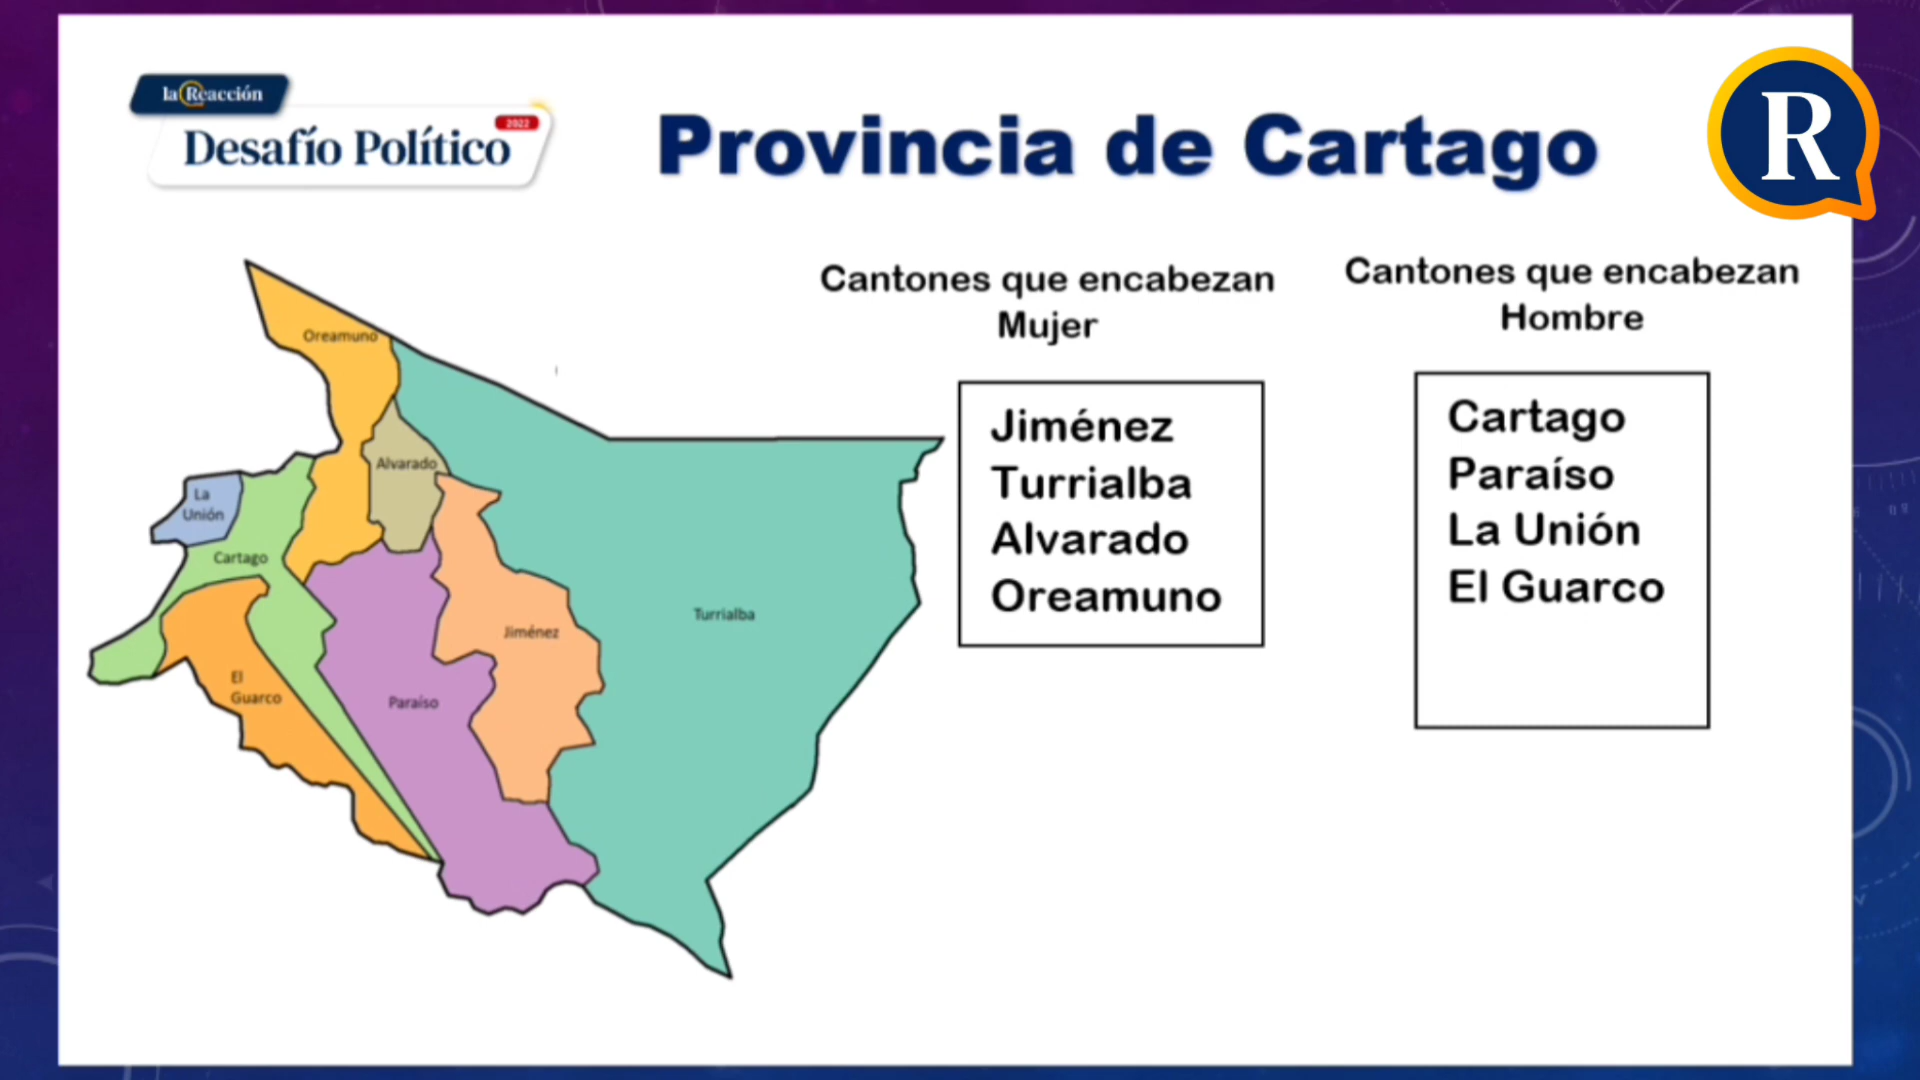 la Reacción
Desafío Político
2022
Provincia de Cartago
R
Cantones que encabezan
Mujer
Jiménez
Turrialba
Alvarado
Oreamuno
Cantones que encabezan
Hombre
Cartago
Paraíso
La Unión
El Guarco
Oreamuno
Alvarado
La
Unión
Cartago
Turrialba
Jiménez
El
Guarco
Paraíso